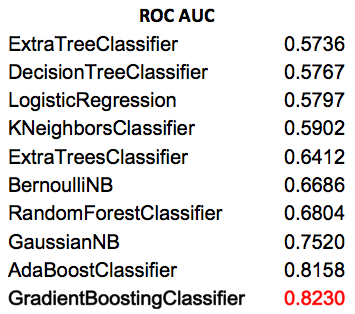 ROC AUC
ExtraTreeClassifier 0.5736
DecisionTreeClassifier 0.5767
LogisticRegression 0.5797
KNeighborsClassifier 0.5902
ExtraTreesClassifier 0.6412
BernoulliNB 0.6686
RandomForestClassifier 0.6804
GaussianNB 0.7520
AdaBoostClassifier 0.8158
GradientBoostingClassifier 0.8230